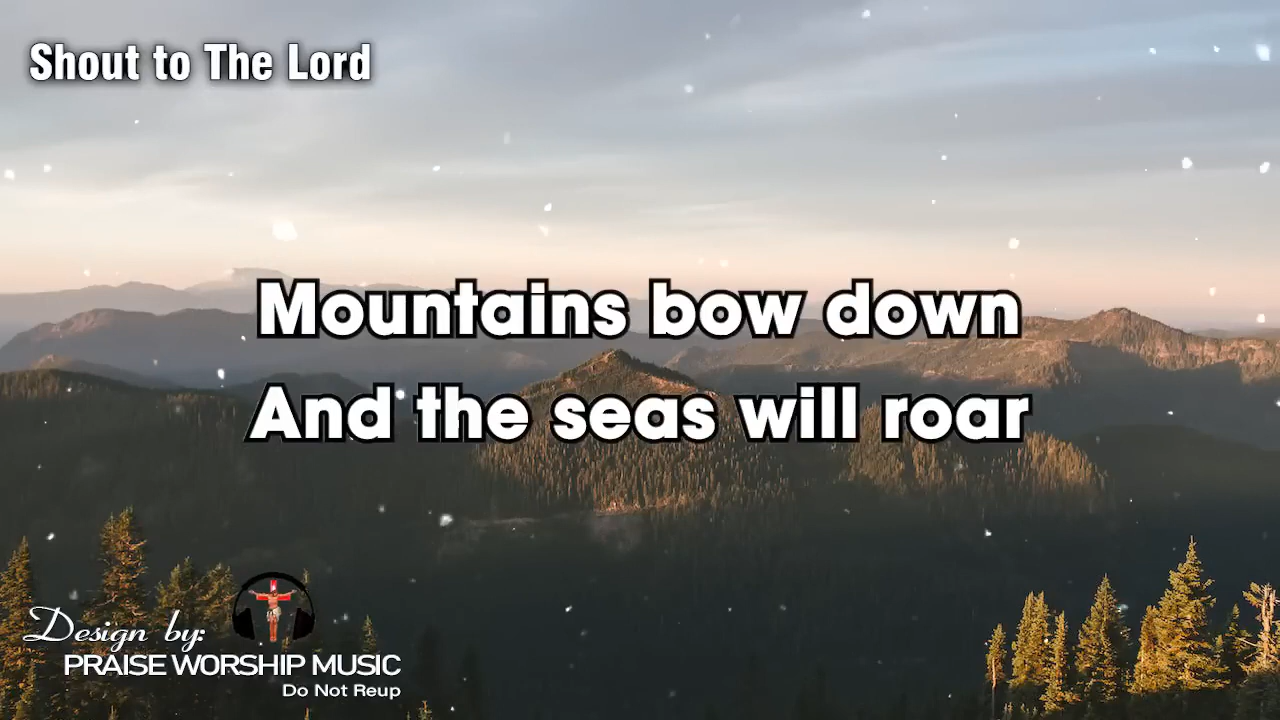 Shout to The Lord
Mountains bow down
And the seas will roar
Design by:
PRAISE WORSHIP MUSIC
Do Not Reup